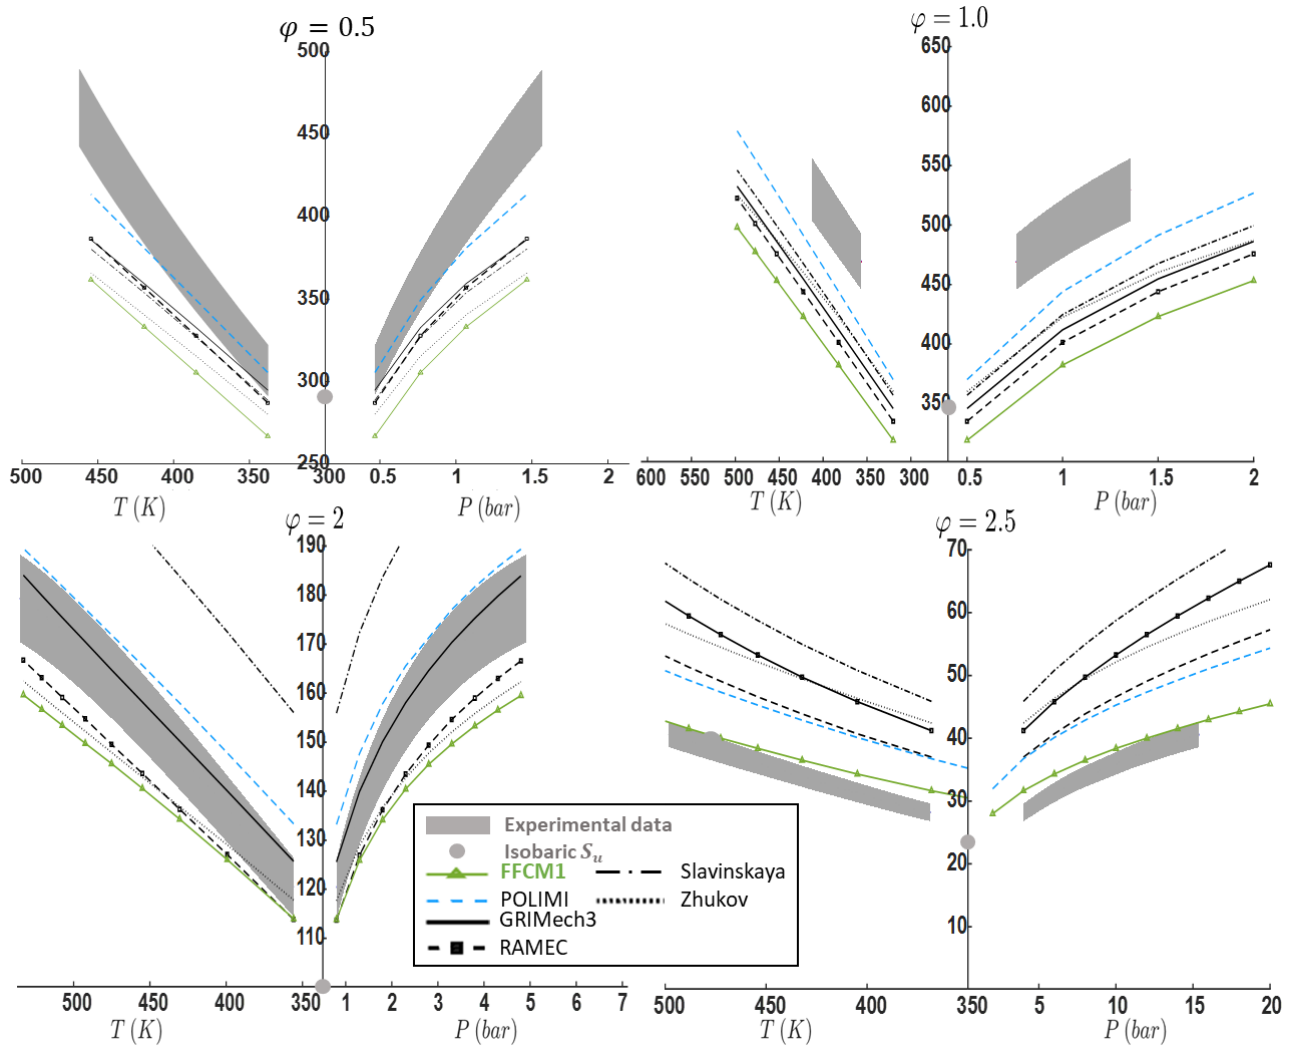 φ = 0.5
500
450
400
350
300
250
500 450 400 350 300 0.5 1 1.5 2
T (K) P (bar)
φ = 1.0
650
600
550
500
450
400
350
600 550 500 450 400 350 300 0.5 1 1.5 2
T (K) P (bar)
φ = 2
190
180
170
160
150
140
130
120
110
500 450 400 350 1 2 3 4 5 6 7
T (K) P (bar)
φ = 2.5
70
60
50
40
30
20
10
500 450 400 350 5 10 15 20
T (K) P (bar)
Experimental data
Isobaric Su
FFCM1 Slavinskaya
POLIMI Zhukov
GRIMech3
RAMEC